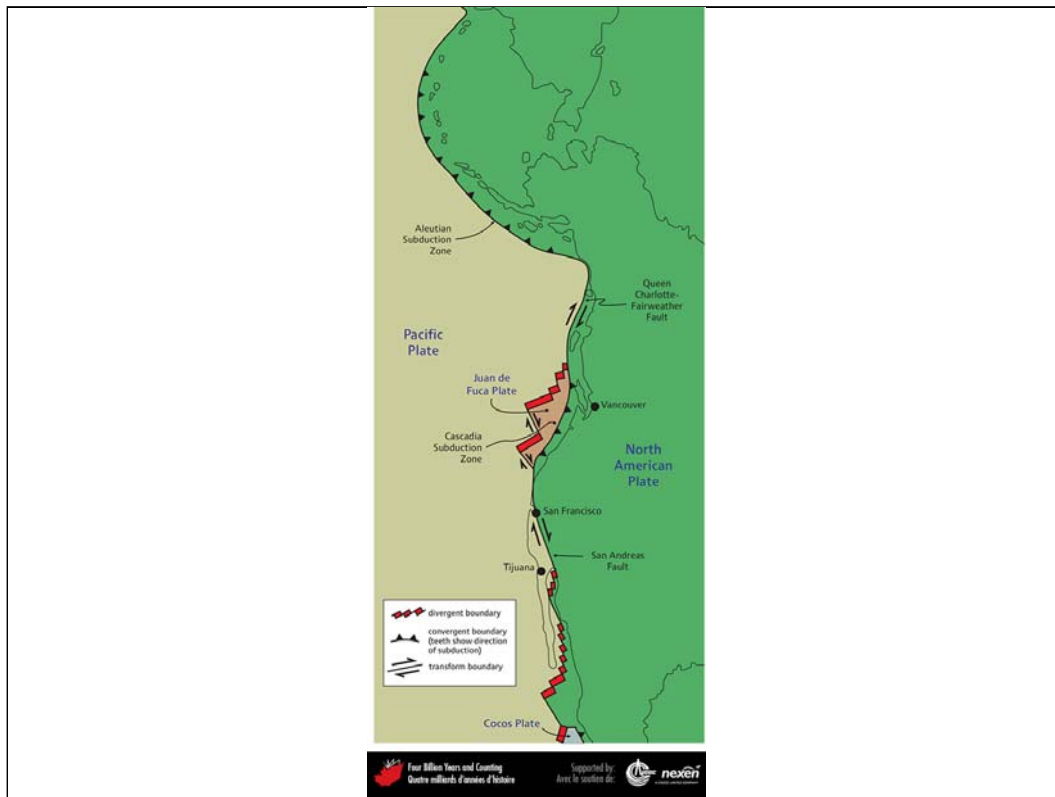 Aleutian
Subduction
Zone
Queen
Charlotte-
Fairweather
Fault
Pacific
Plate
Juan de
Fuca Plate
Vancouver
Cascadia
Subduction
Zone
North
American
Plate
San Francisco
San Andreas
Fault
Tijuana
divergent boundary
convergent boundary
(teeth show direction
of subduction)
transform boundary
Cocos Plate
Four Billion Years and Counting
Quatre milliards d'années d'histoire
Supported by:
Avec le soutien de:
nexen